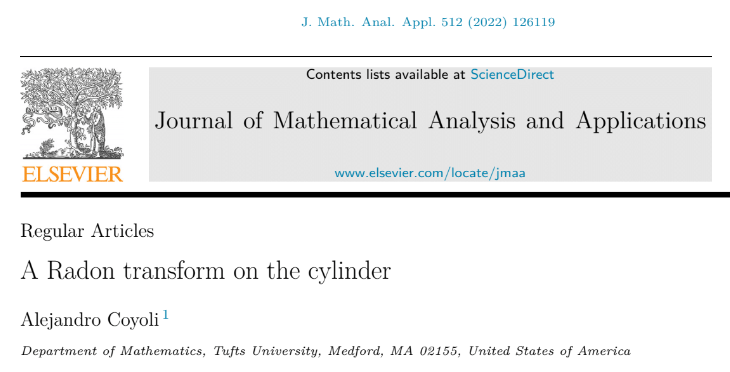 J. Math. Anal. Appl. 512 (2022) 126119
Contents lists available at ScienceDirect
Journal of Mathematical Analysis and Applications
ELSEVIER
www.elsevier.com/locate/jmaa
Regular Articles
A Radon transform on the cylinder
Alejandro Coyoli 1
Department of Mathematics, Tufts University, Medford, MA 02155, United States of America